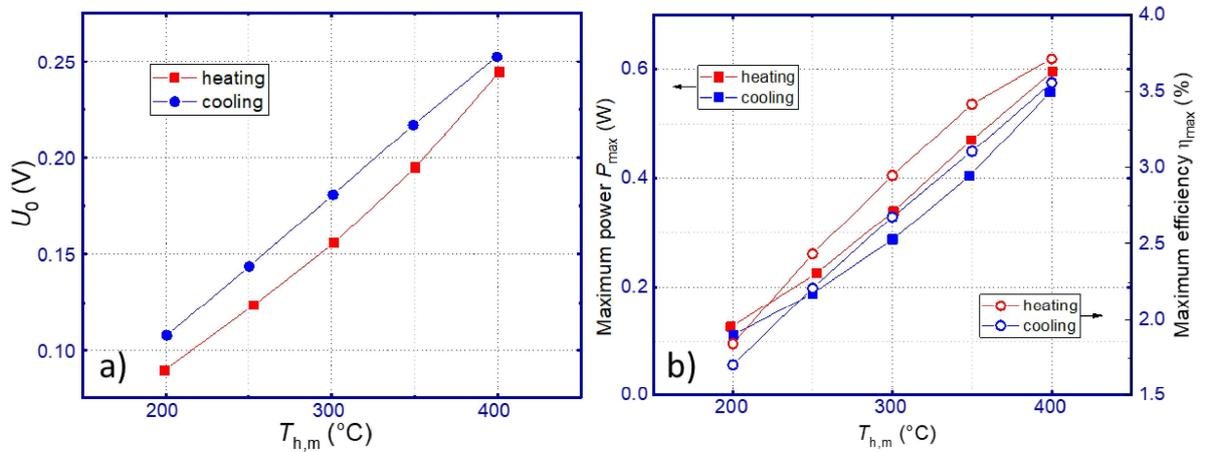 0.25
0.20
0.15
0.10
U0 (V)
heating
cooling
a)
200
300
400
Th,m (°C)
0.6
0.4
0.2
0.0
Maximum power Pmax (W)
heating
cooling
heating
cooling
b)
200
300
400
Th,m (°C)
4.0
3.5
3.0
2.5
2.0
1.5
Maximum efficiency ηmax (%)